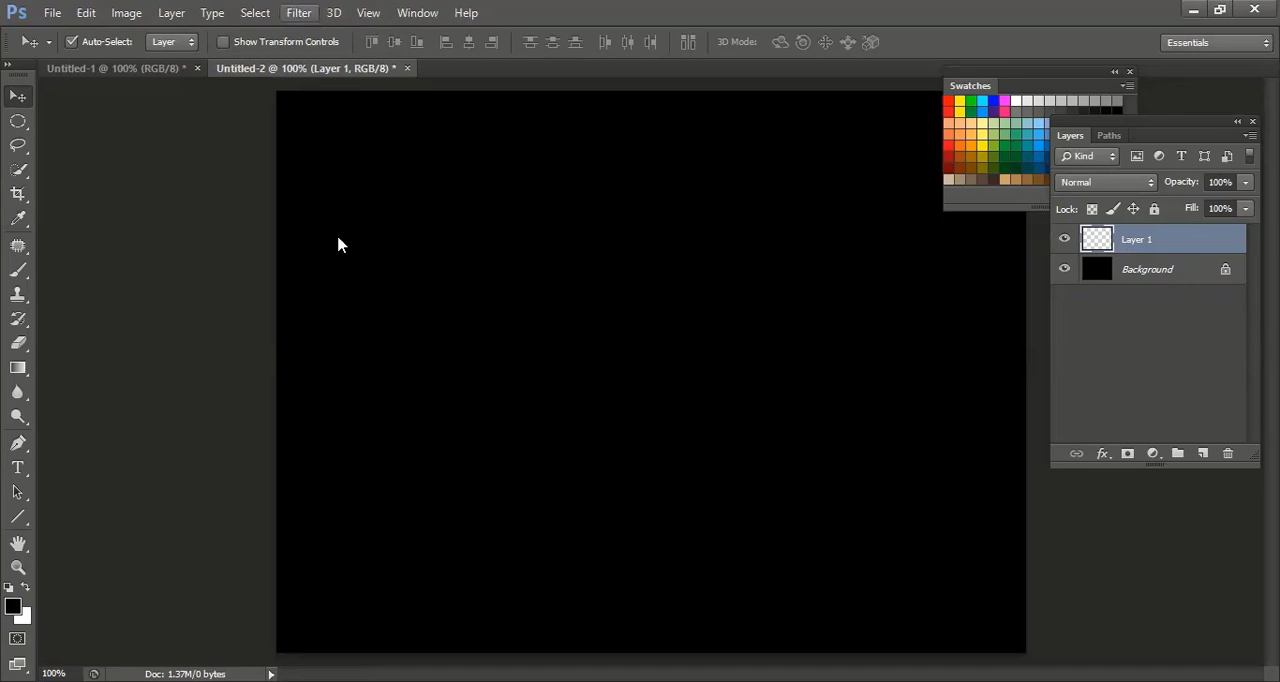 Ps File Edit Image Layer Type Select Filter 3D View Window Help
Auto-Select: Layer Show Transform Controls 3D Mode: Essentials
Untitled-1 @ 100% (RGB/8) * × Untitled-2 @ 100% (Layer 1, RGB/8) * ×
Swatches
Layers Paths
Kind
Normal Opacity: 100%
Lock: Fill: 100%
Layer 1
Background
fx
T
100% Doc: 1.37M/0 bytes